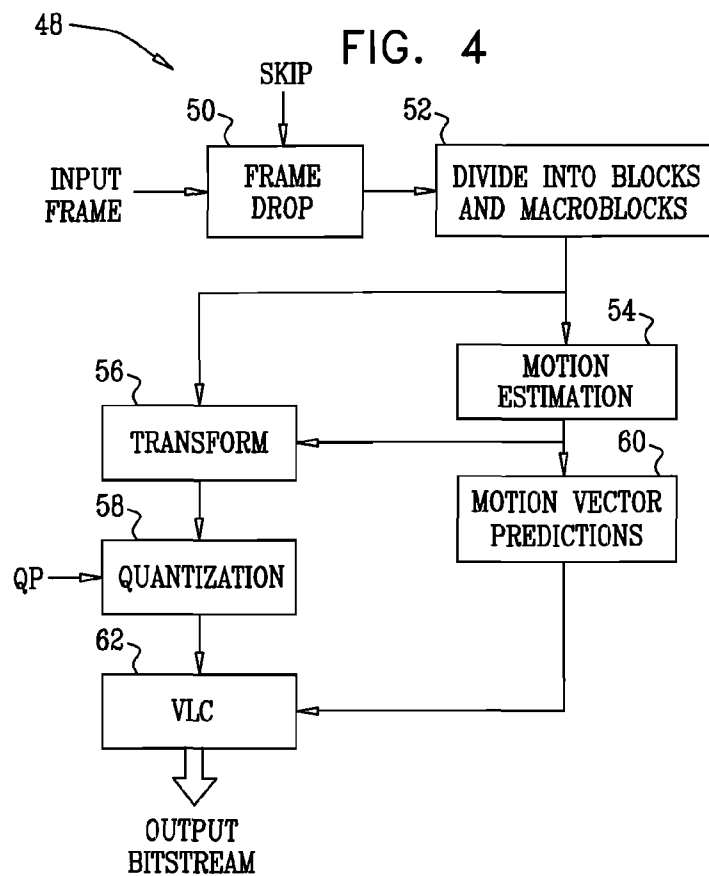 48
FIG. 4
SKIP
50
52
INPUT
FRAME
FRAME
DROP
DIVIDE INTO BLOCKS
AND MACROBLOCKS
54
MOTION
ESTIMATION
56
TRANSFORM
60
MOTION VECTOR
PREDICTIONS
58
QP
QUANTIZATION
62
VLC
OUTPUT
BITSTREAM